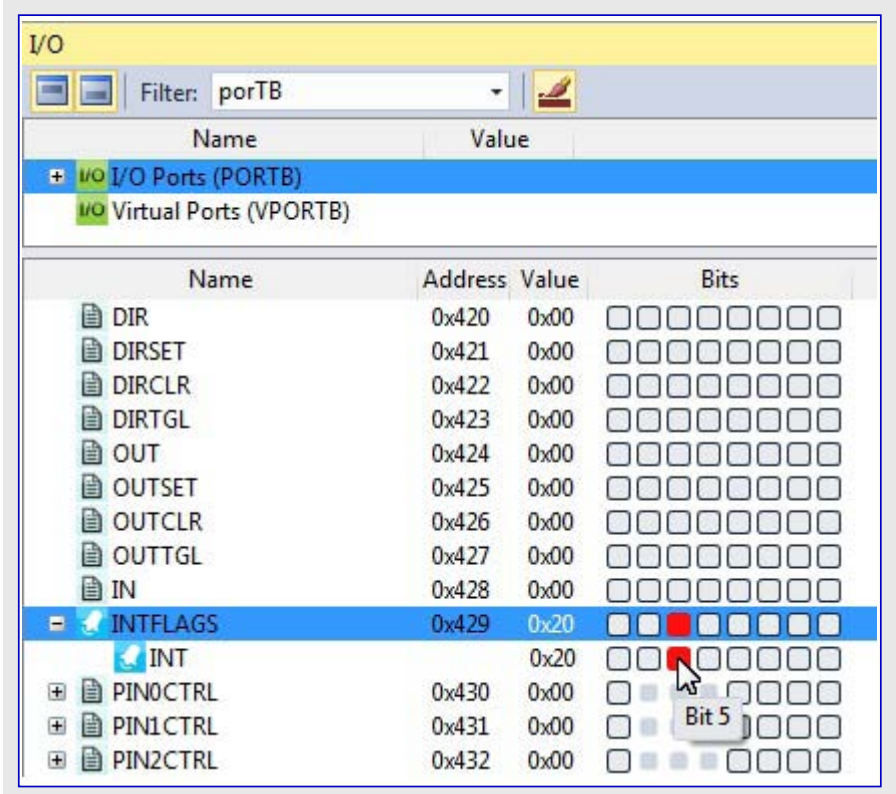 I/O
Filter: porTB
Name Value
I/O I/O Ports (PORTB)
I/O Virtual Ports (VPORTB)
Name Address Value Bits
DIR 0x420 0x00
DIRSET 0x421 0x00
DIRCLR 0x422 0x00
DIRTGL 0x423 0x00
OUT 0x424 0x00
OUTSET 0x425 0x00
OUTCLR 0x426 0x00
OUTTGL 0x427 0x00
IN 0x428 0x00
INTFLAGS 0x429 0x20
INT 0x20
PIN0CTRL 0x430 0x00
Bit 5
PIN1CTRL 0x431 0x00
PIN2CTRL 0x432 0x00